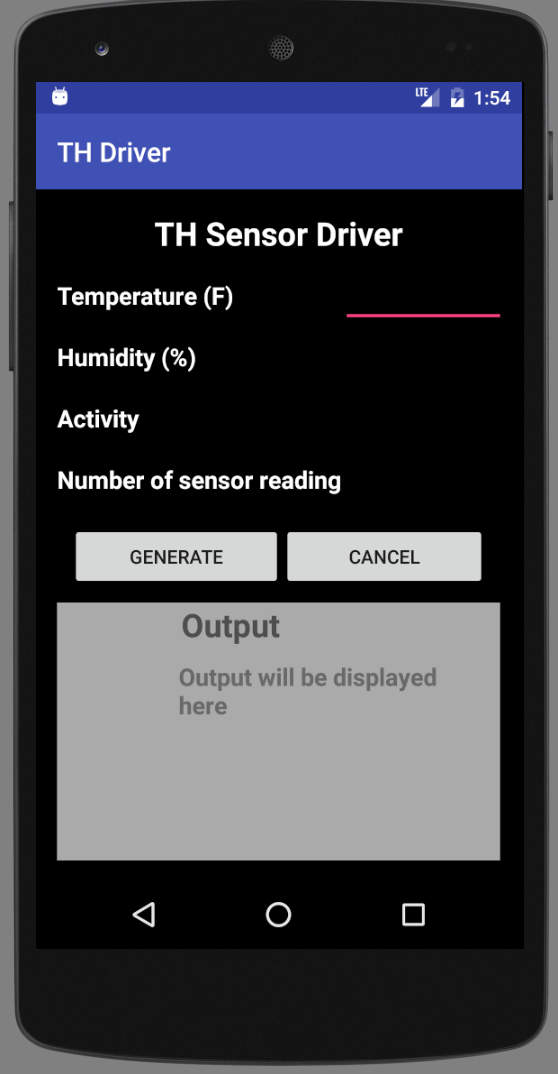 LTE 1:54
TH Driver
TH Sensor Driver
Temperature (F)
Humidity (%)
Activity
Number of sensor reading
GENERATE CANCEL
Output
Output will be displayed
here